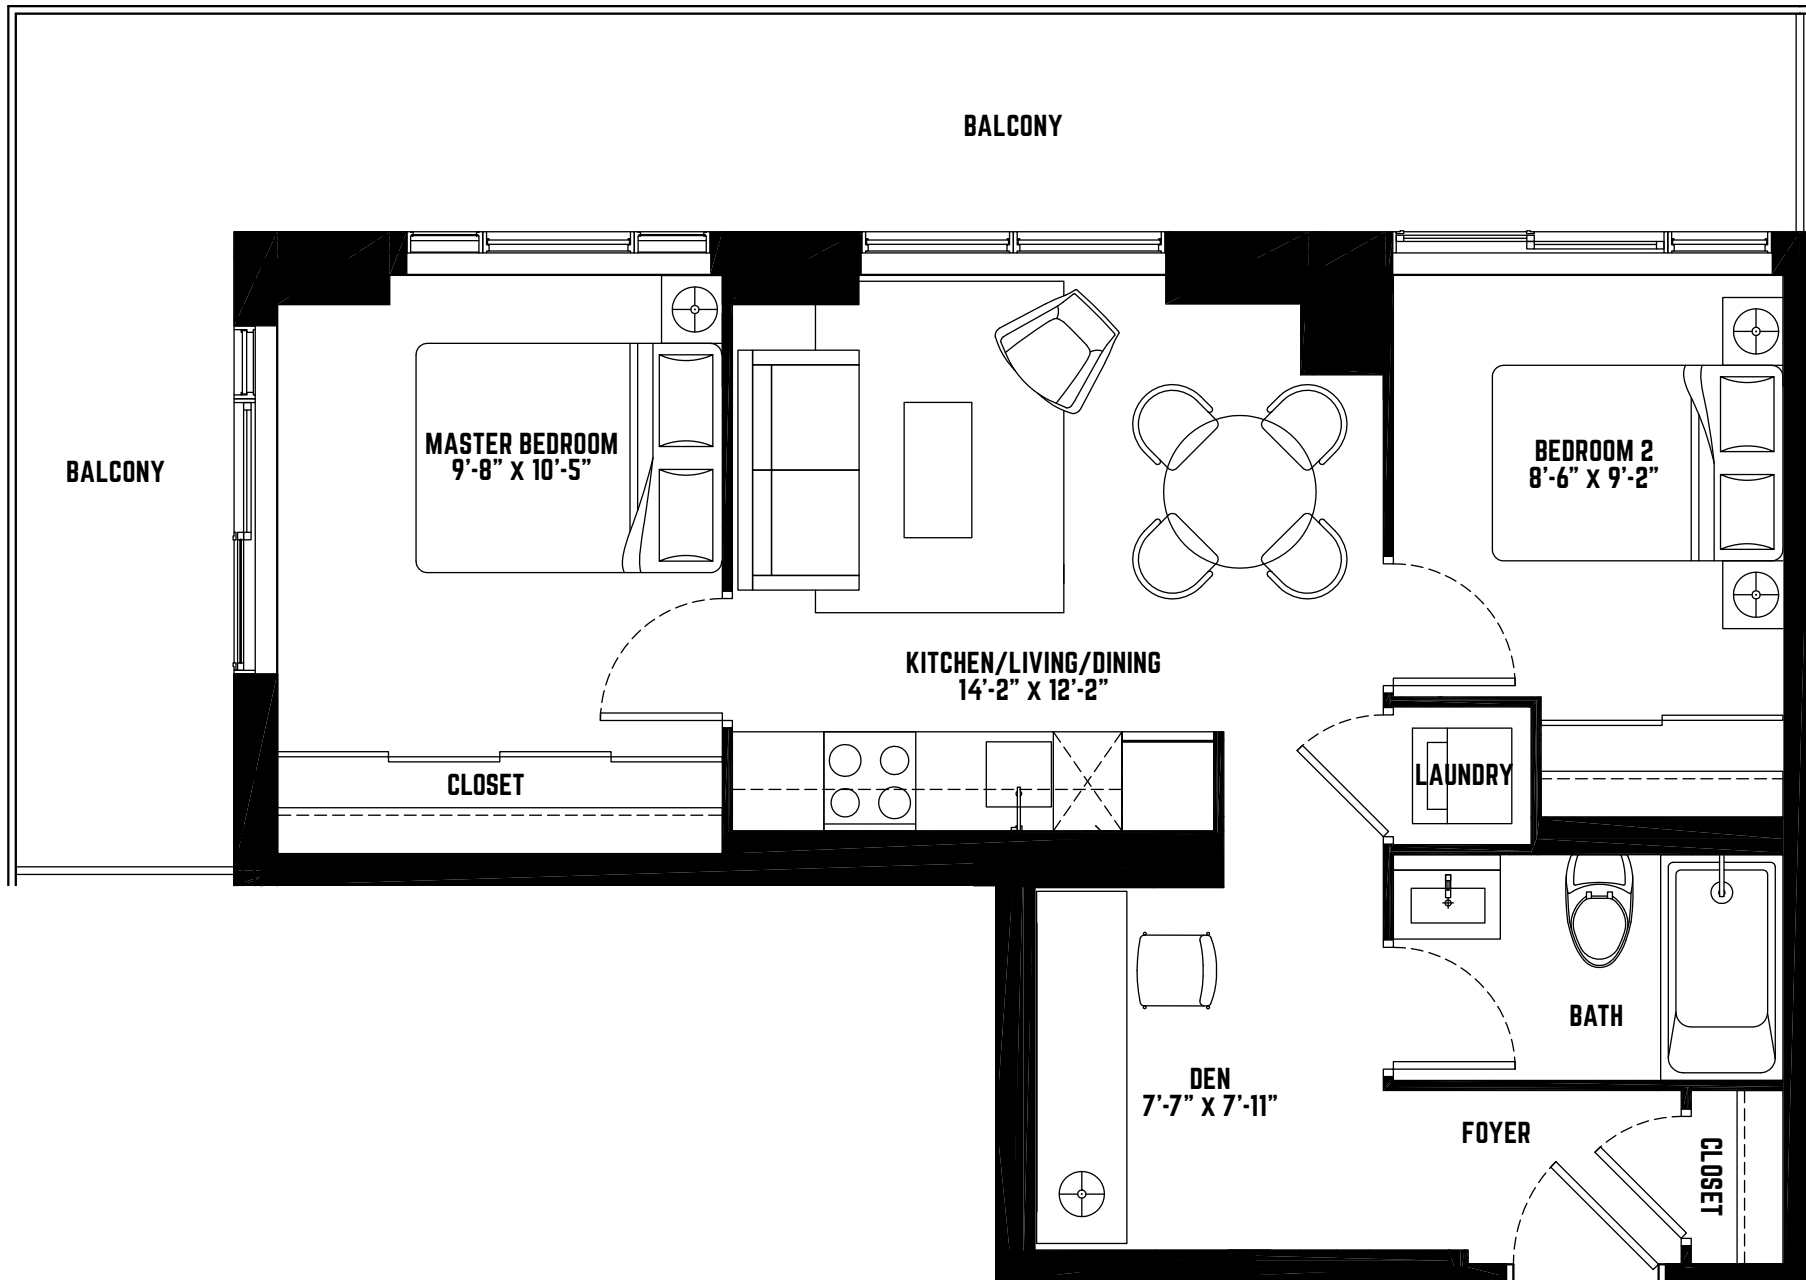 BALCONY
BALCONY
MASTER BEDROOM
9'-8" X 10'-5"
BEDROOM 2
8'-6" X 9'-2"
KITCHEN/LIVING/DINING
14'-2" X 12'-2"
CLOSET
LAUNDRY
BATH
DEN
7'-7" X 7'-11"
FOYER
CLOSET